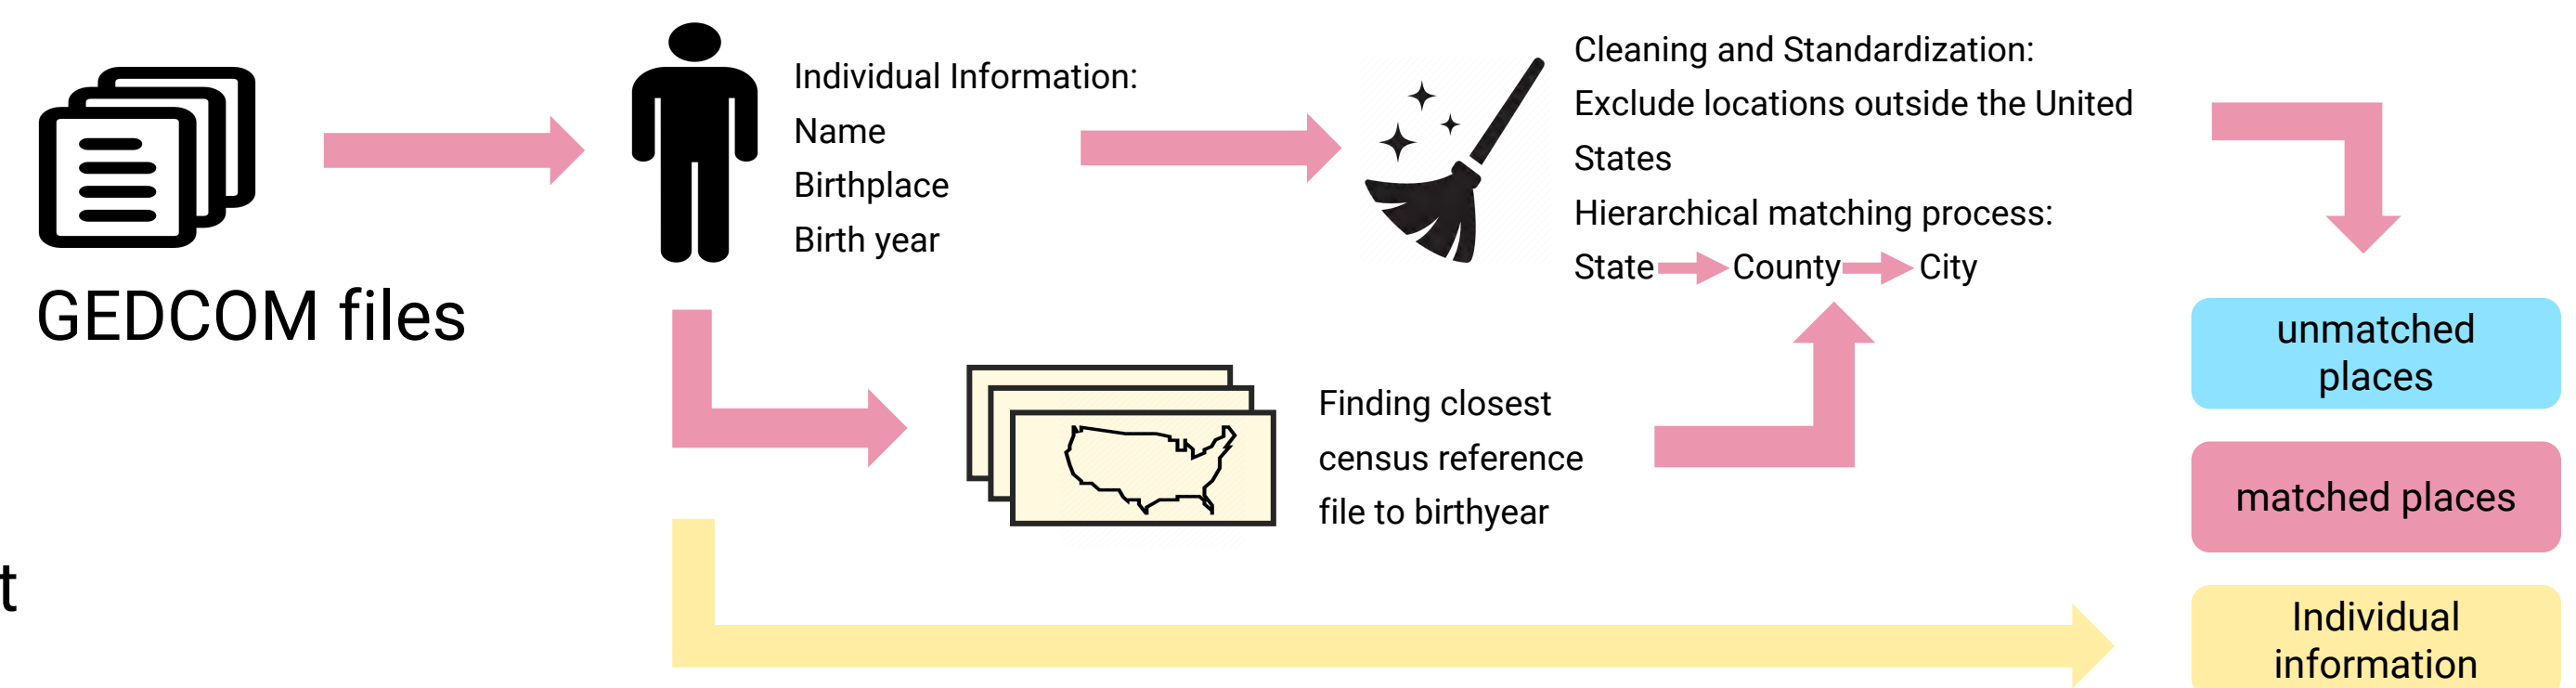 GEDCOM files
Individual Information:
Name
Birthplace
Birth year
Cleaning and Standardization:
Exclude locations outside the United
States
Hierarchical matching process:
State County City
Finding closest
census reference
file to birthyear
unmatched
places
matched places
Individual
information
t